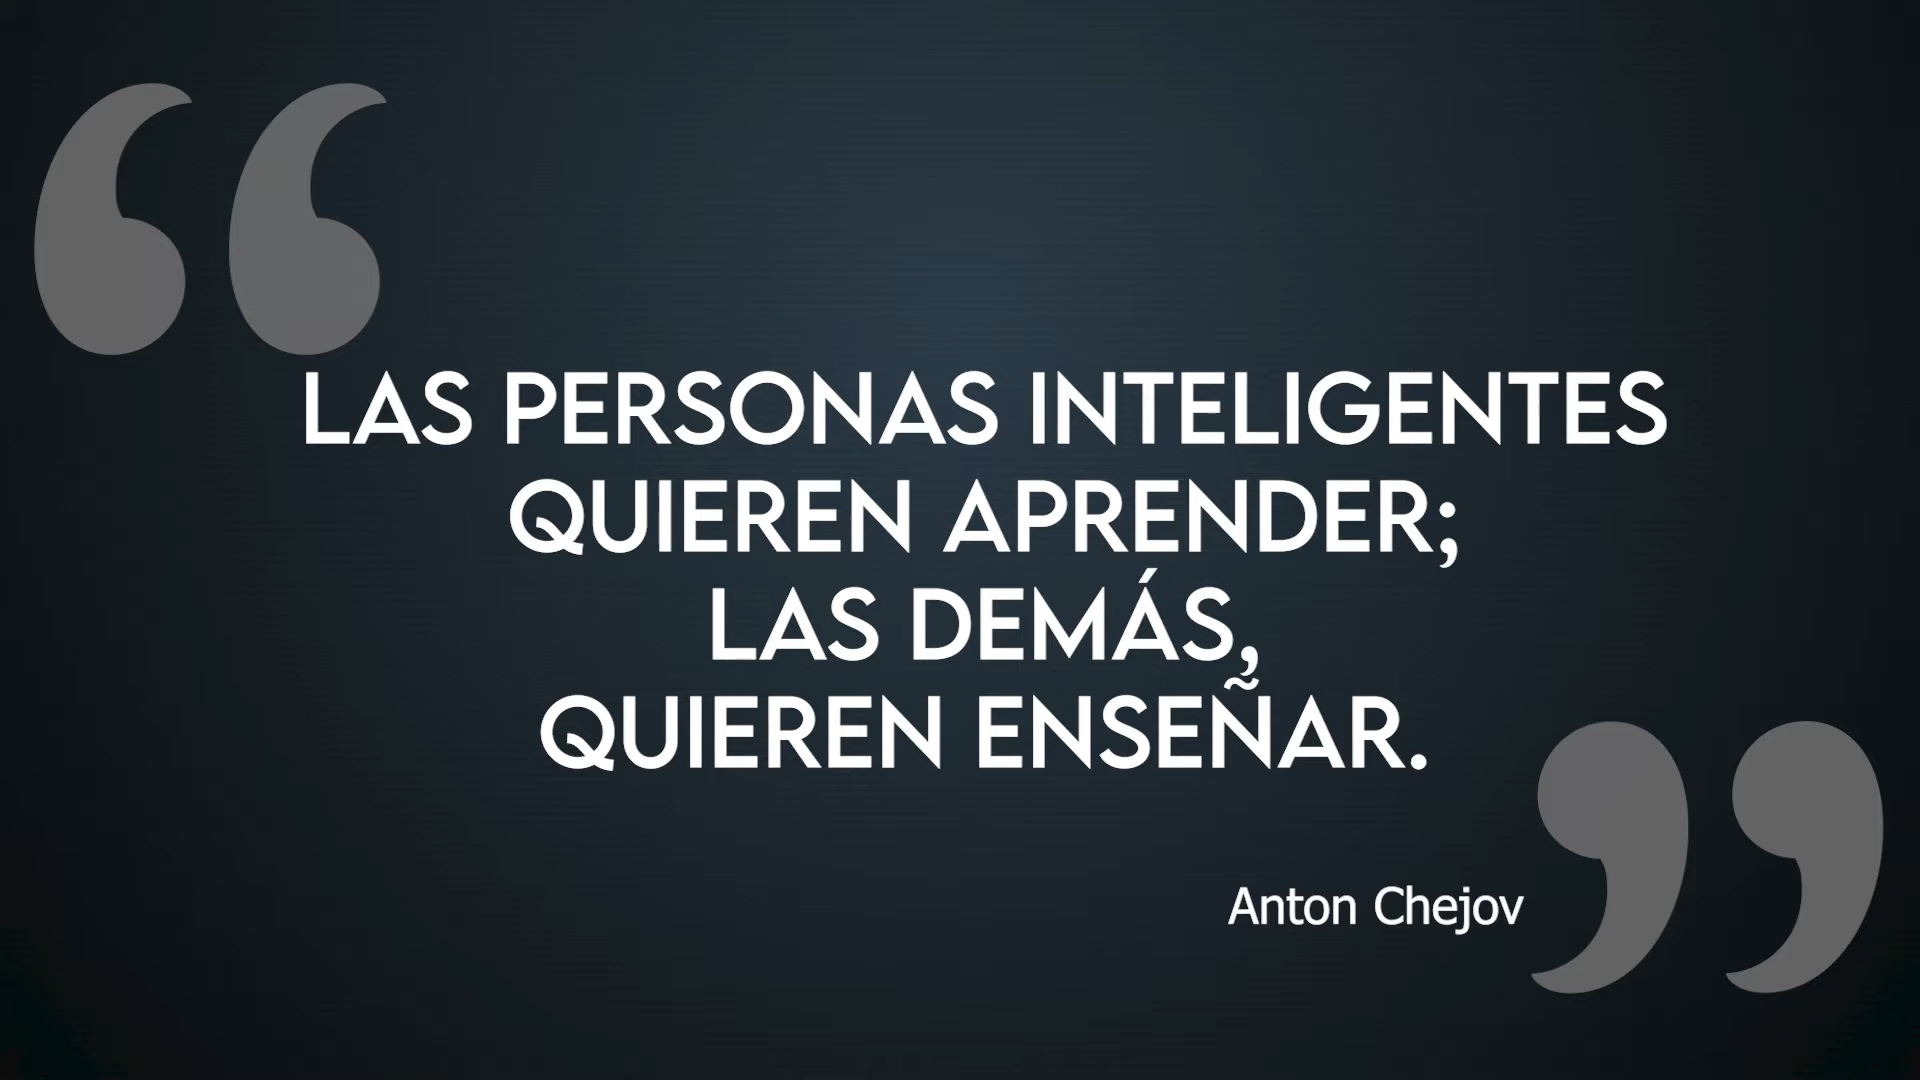 LAS PERSONAS INTELIGENTES
QUIEREN APRENDER;
LAS DEMÁS,
QUIEREN ENSEÑAR.
Anton Chejov